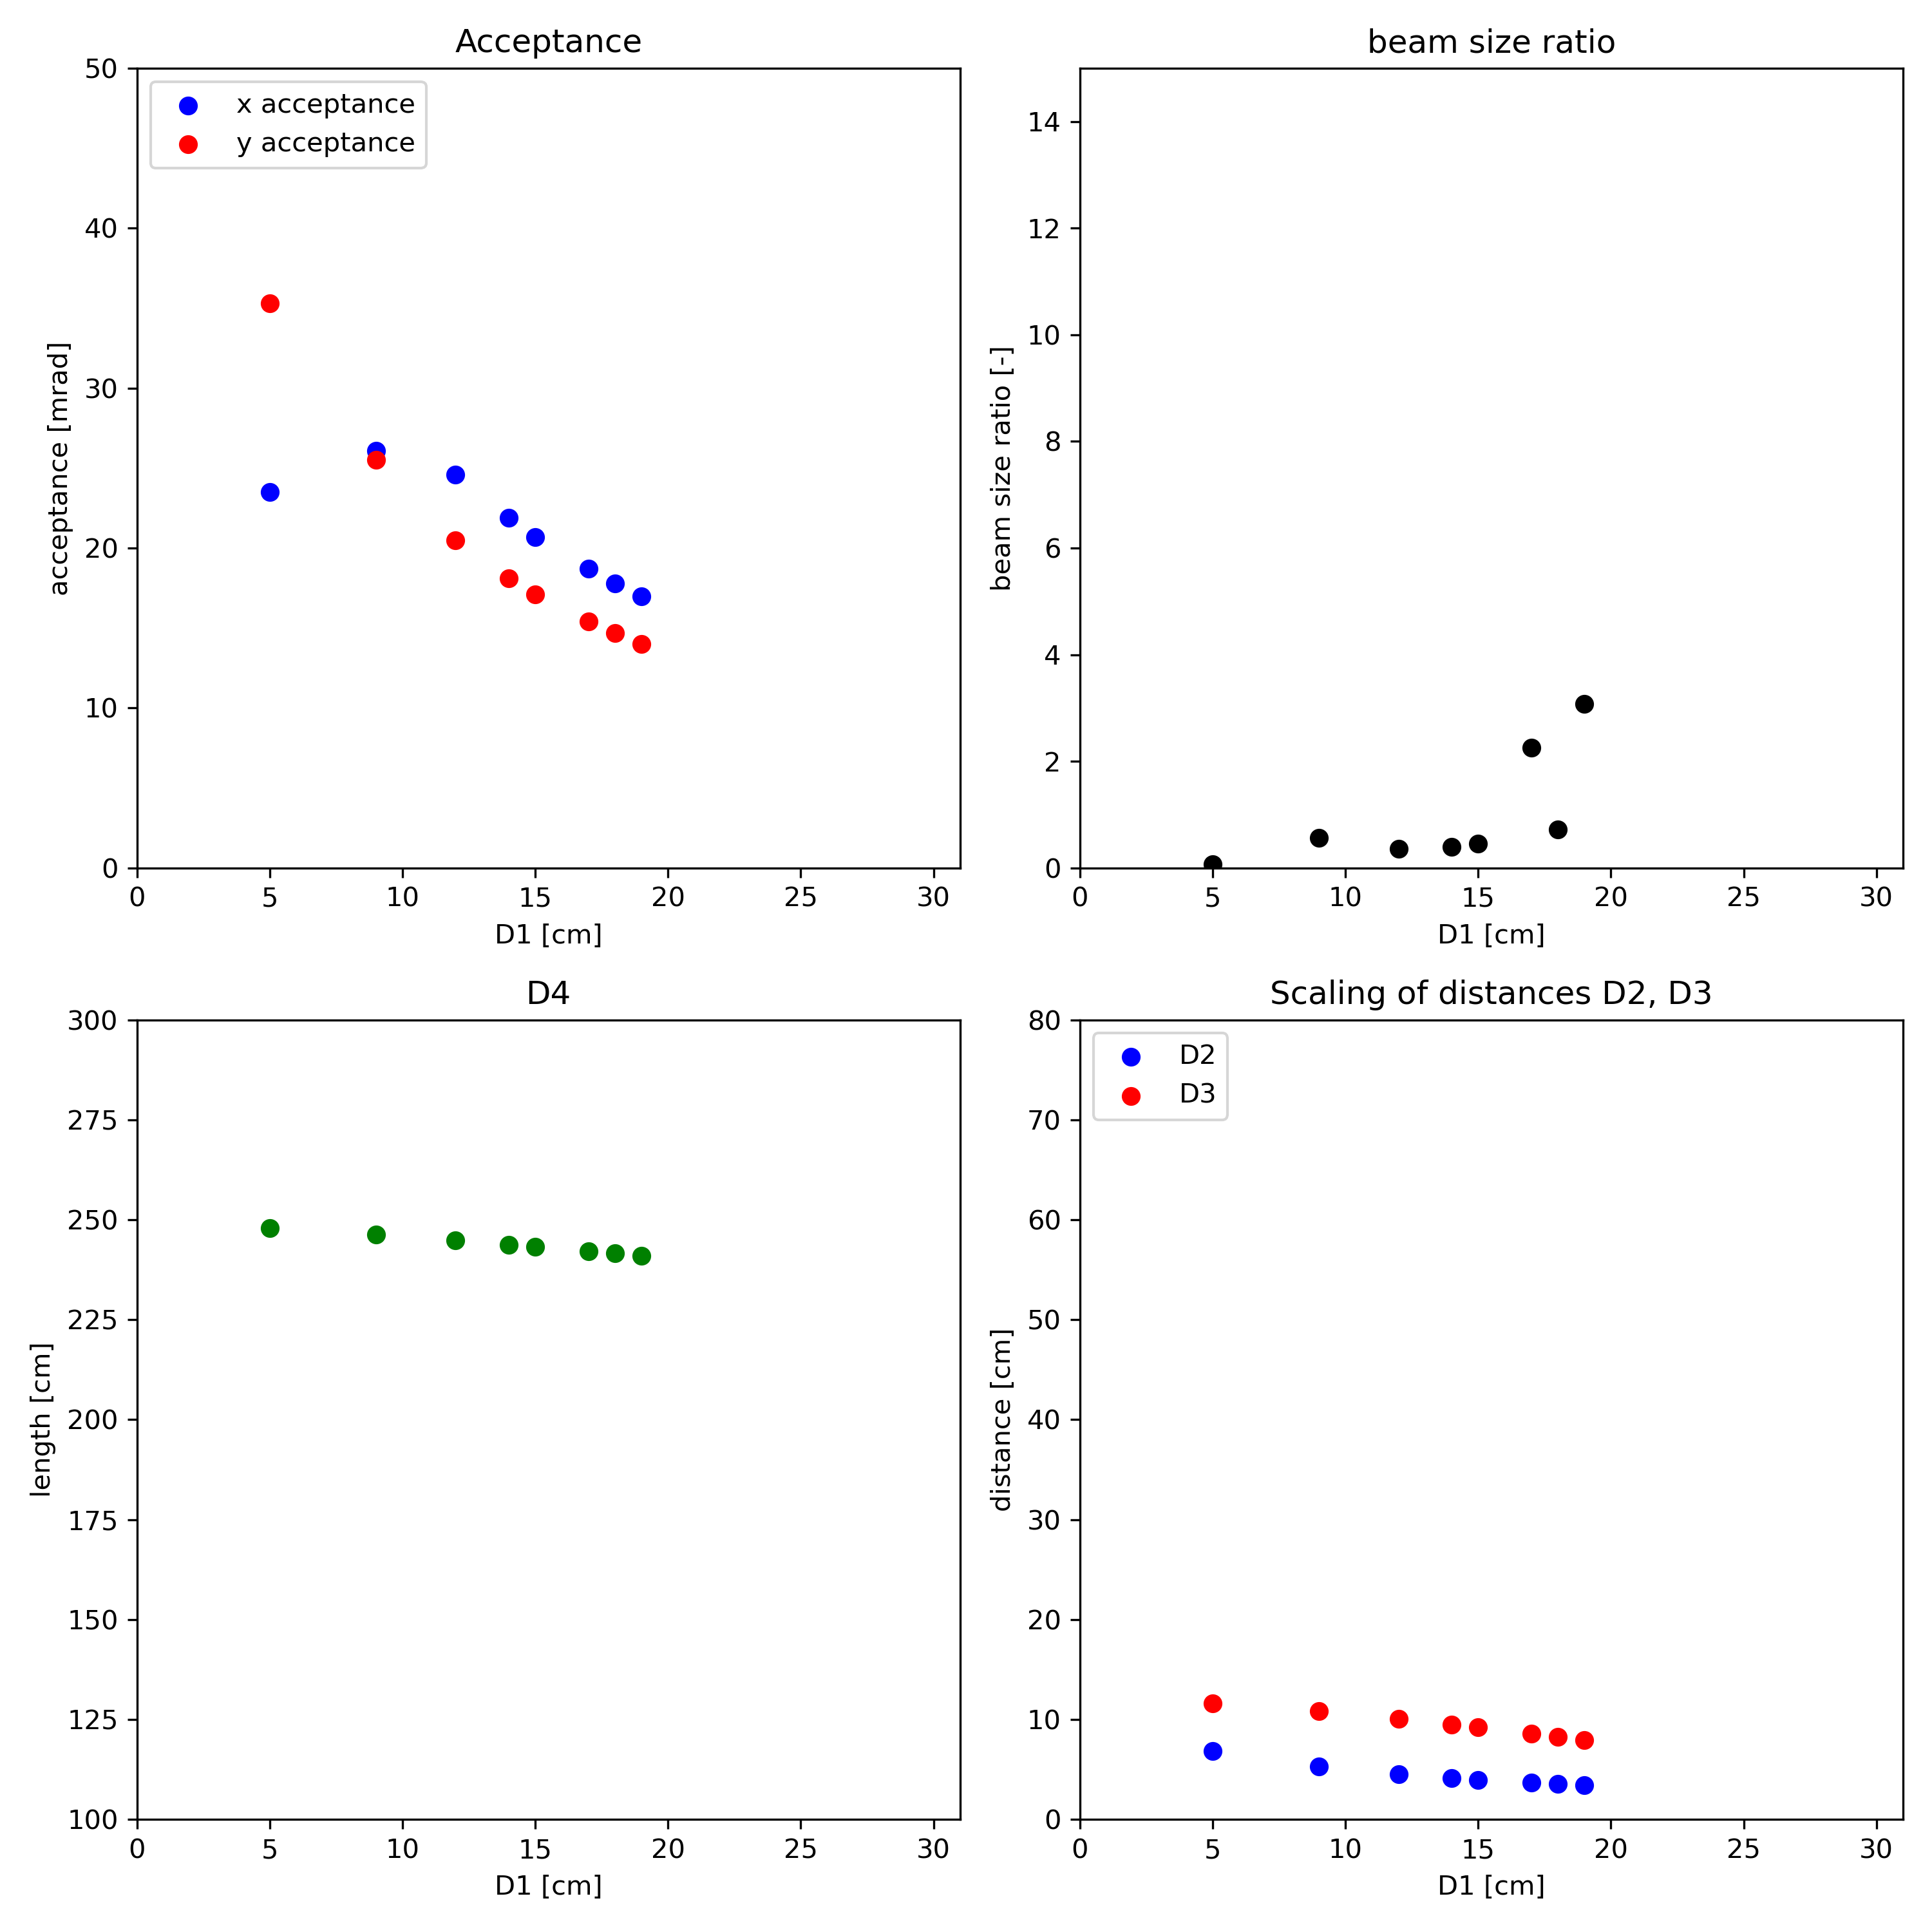 Acceptance
50
40
30
20
10
0
acceptance [mrad]
x acceptance
y acceptance
0 5 10 15 20 25 30
D1 [cm]
beam size ratio
14
12
10
8
6
4
2
0
beam size ratio [-]
0 5 10 15 20 25 30
D1 [cm]
D4
300
275
250
225
200
175
150
125
100
length [cm]
0 5 10 15 20 25 30
D1 [cm]
Scaling of distances D2, D3
80
70
60
50
40
30
20
10
0
distance [cm]
D2
D3
0 5 10 15 20 25 30
D1 [cm]